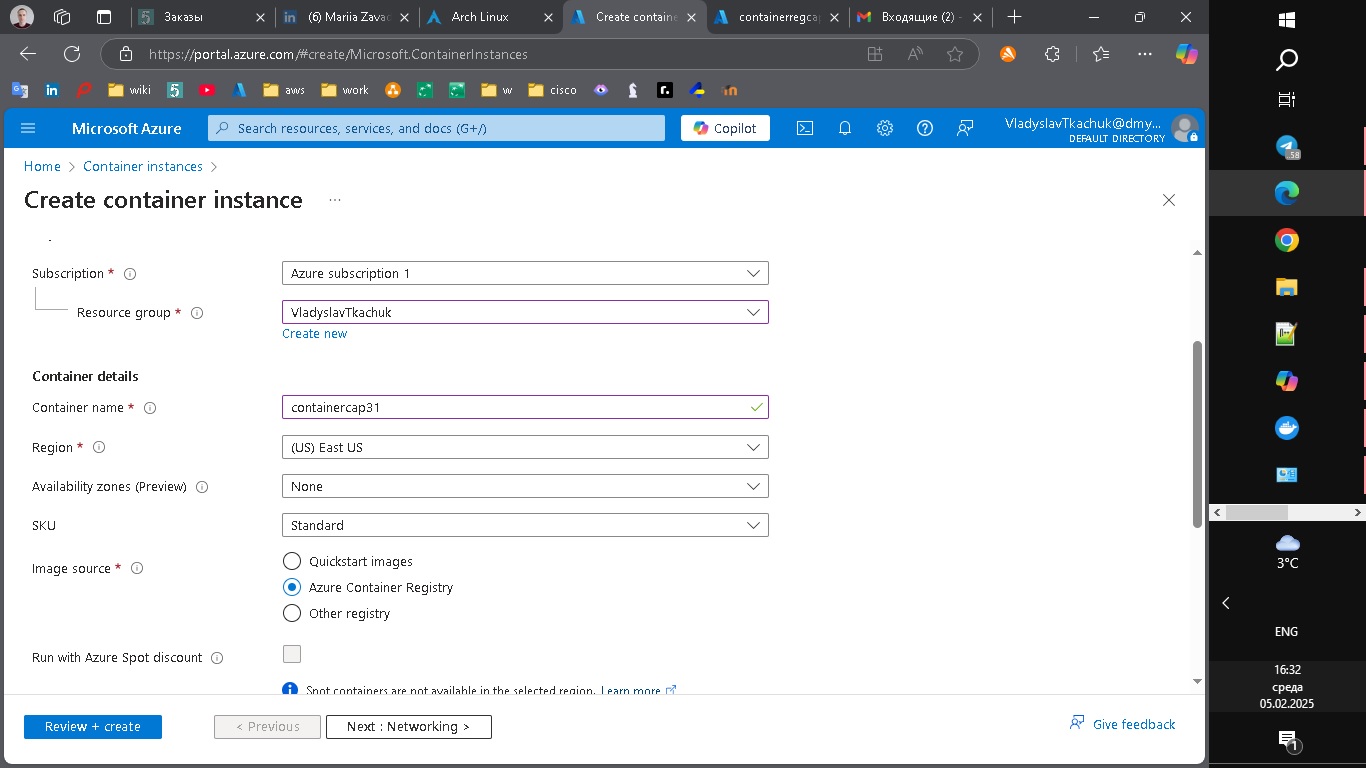 Заказы
(6) Mariia Zavac
Arch Linux
Create containe
containerregcap
Входящие (2) -
https://portal.azure.com/#create/Microsoft.ContainerInstances
wiki
aws
work
w
cisco
Microsoft Azure
Search resources, services, and docs (G+/)
Copilot
VladyslavTkachuk@dmy...
DEFAULT DIRECTORY
Home > Container instances >
Create container instance ...
Subscription *
Azure subscription 1
Resource group *
VladyslavTkachuk
Create new
Container details
Container name *
containercap31
Region *
(US) East US
Availability zones (Preview)
None
SKU
Standard
Image source *
Quickstart images
Azure Container Registry
Other registry
Run with Azure Spot discount
Spot containers are not available in the selected region. Learn more
Review + create
< Previous
Next : Networking >
Give feedback
58
3°C
ENG
16:32
среда
05.02.2025
1